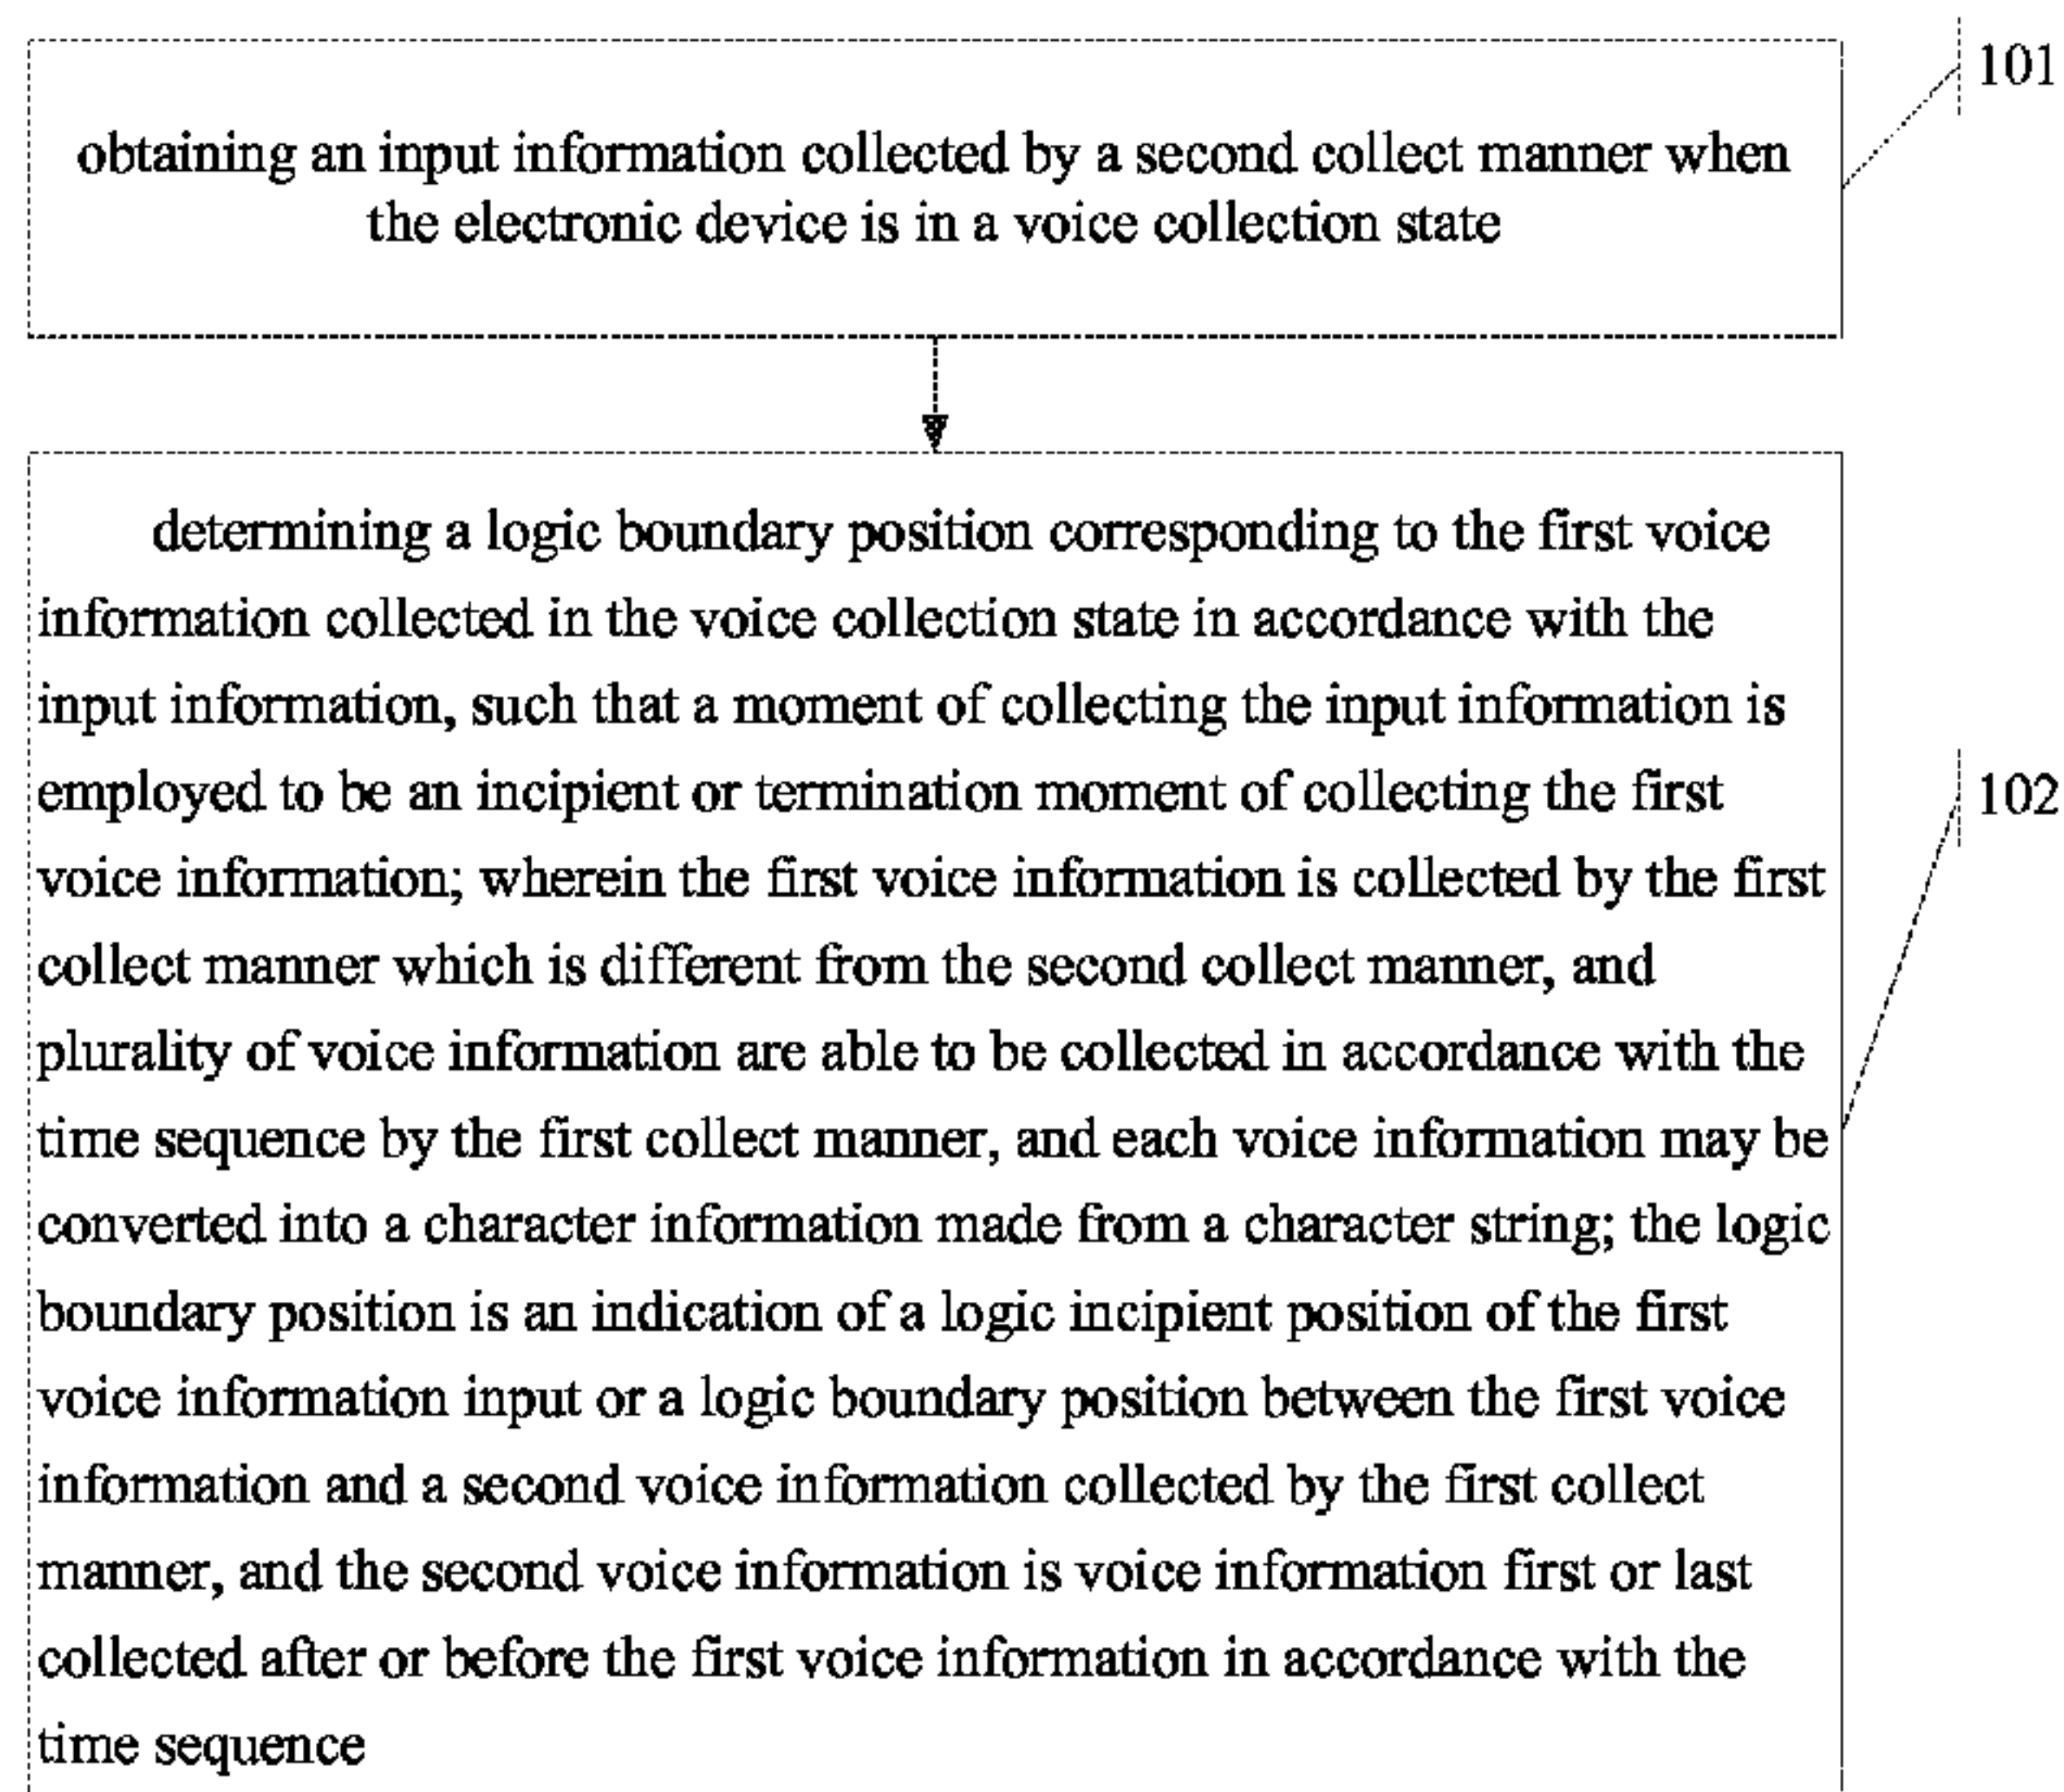 101
obtaining an input information collected by a second collect manner when
the electronic device is in a voice collection state
determining a logic boundary position corresponding to the first voice
information collected in the voice collection state in accordance with the
input information, such that a moment of collecting the input information is
employed to be an incipient or termination moment of collecting the first
102
voice information; wherein the first voice information is collected by the first
collect manner which is different from the second collect manner, and
plurality of voice information are able to be collected in accordance with the
time sequence by the first collect manner, and each voice information may be
converted into a character information made from a character string; the logic
boundary position is an indication of a logic incipient position of the first
voice information input or a logic boundary position between the first voice
information and a second voice information collected by the first collect
manner, and the second voice information is voice information first or last
collected after or before the first voice information in accordance with the
time sequence